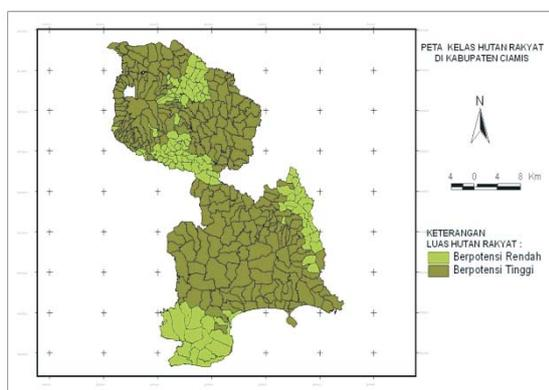 PETA KELAS HUTAN RAKYAT
DI KABUPATEN CIAMIS
N
4 0 4 8 Km
KETERANGAN
LUAS HUTAN RAKYAT :
Berpotensi Rendah
Berpotensi Tinggi